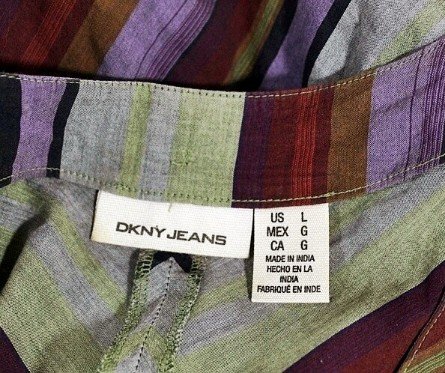 DKNY JEANS
US L
MEX G
CA G
MADE IN INDIA
HECHO EN LA
INDIA
FABRIQUÉ EN INDE